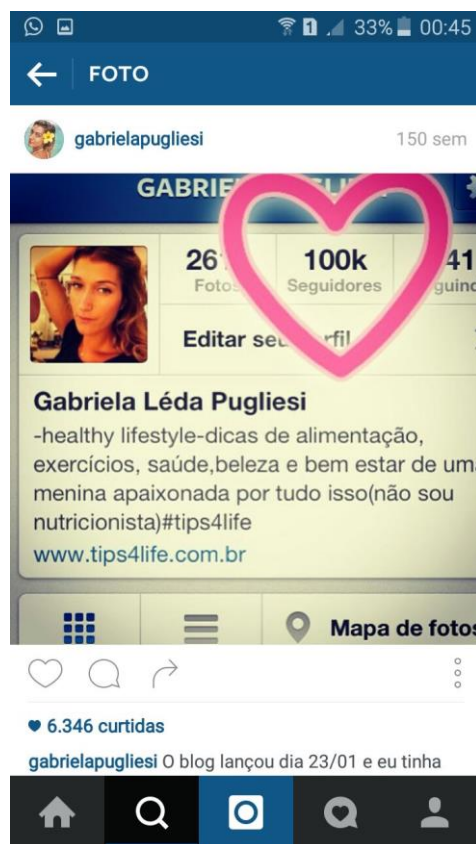 33% 00:45
FOTO
gabrielapugliesi 150 sem
100k 41
Fotos Seguidores
Editar
Gabriela Léda Pugliesi
-healthy lifestyle-dicas de alimentação,
exercícios, saúde,beleza e bem estar de uma
menina apaixonada por tudo isso(não sou
nutricionista)#tips4life
www.tips4life.com.br
Mapa de fotos
6.346 curtidas
gabrielapugliesi O blog lançou dia 23/01 e eu tinha